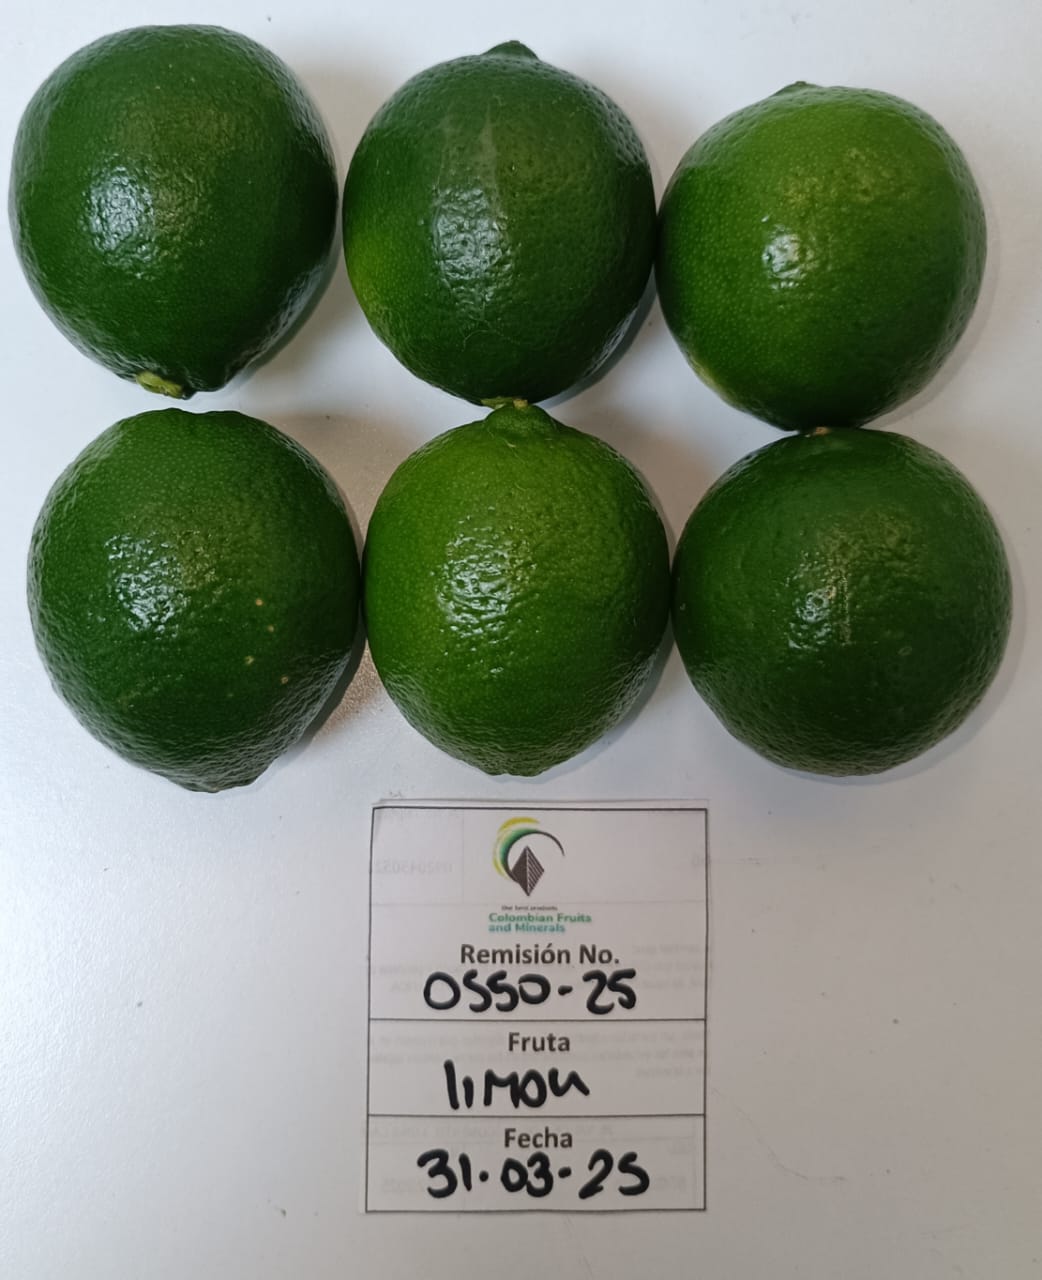 Our best products
Colombian Fruits
and Minerals
Remisión No.
0550-25
Fruta
limon
Fecha
31.03-25